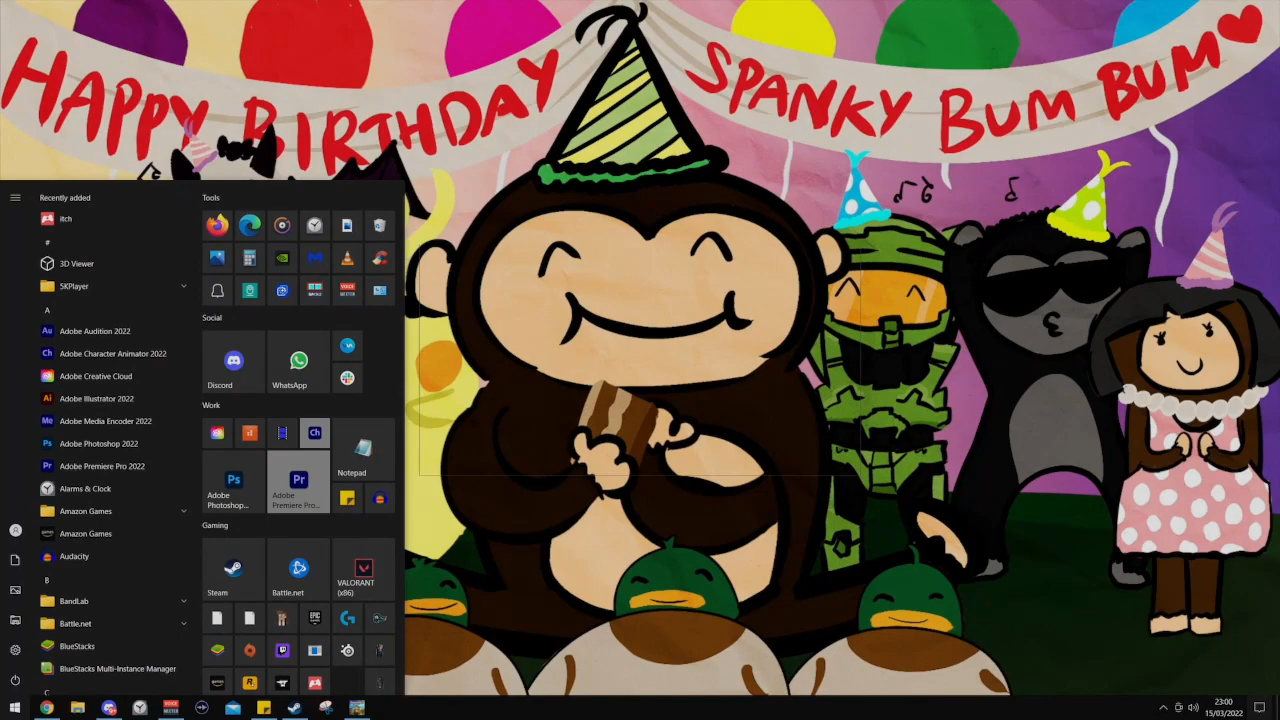 HAPPY BIRTHDAY
SPANKY BUM BUM
Recently added
itch
#
3D Viewer
5KPlayer
A
Adobe Audition 2022
Adobe Character Animator 2022
Adobe Creative Cloud
Adobe Illustrator 2022
Adobe Media Encoder 2022
Adobe Photoshop 2022
Adobe Premiere Pro 2022
Alarms & Clock
Amazon Games
Amazon Games
Audacity
B
BandLab
Battle.net
BlueStacks
BlueStacks Multi-Instance Manager
C
Tools
Social
Discord
WhatsApp
Work
Notepad
Adobe
Photoshop...
Adobe
Premiere Pro...
Gaming
Steam
Battle.net
VALORANT
(x86)
23:00
15/03/2022